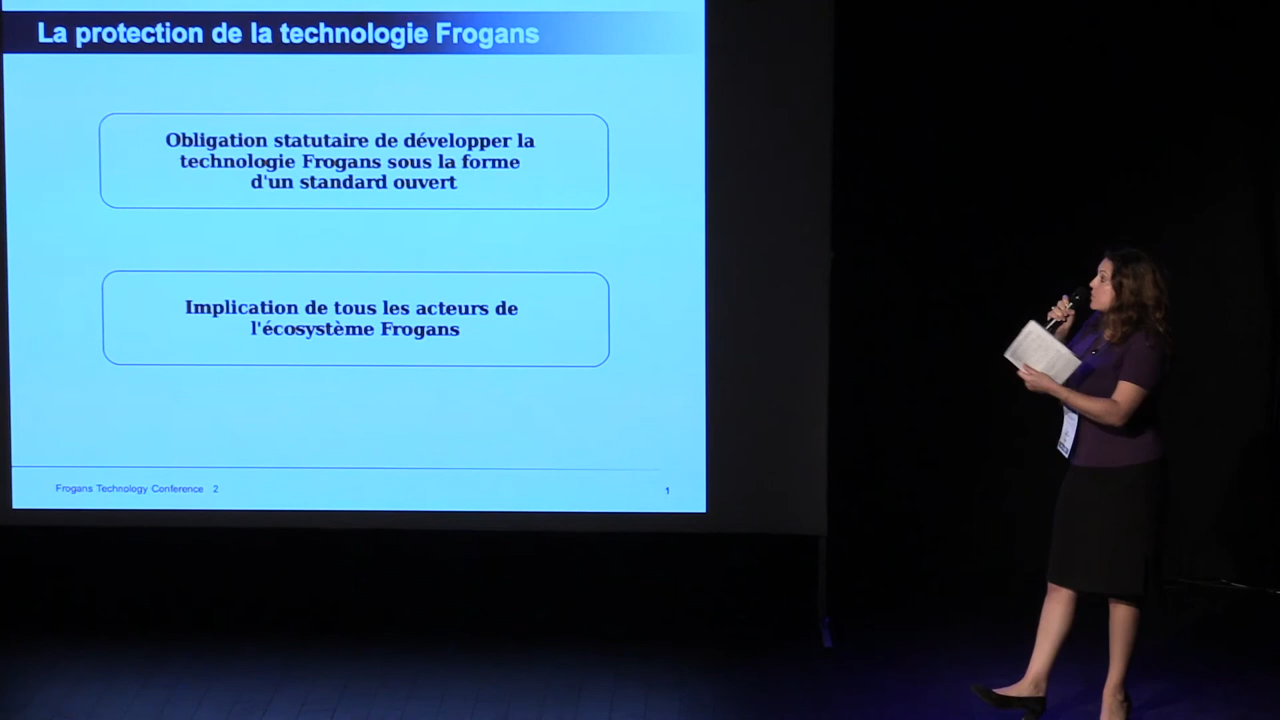 La protection de la technologie Frogans
Obligation statutaire de développer la
technologie Frogans sous la forme
d'un standard ouvert
Implication de tous les acteurs de
l'écosystème Frogans
Frogans Technology Conference 2
1